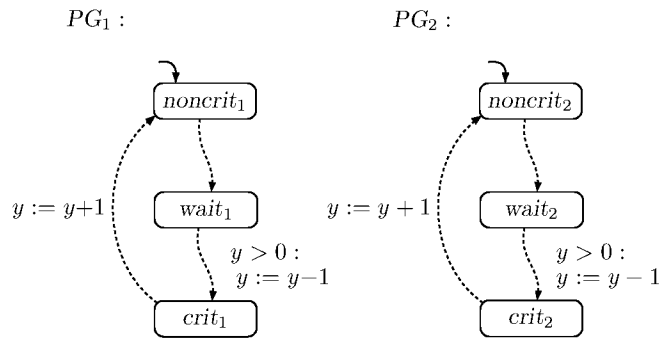 PG₁ : PG₂ :
noncrit₁ noncrit₂
y := y+1 wait₁ y := y + 1 wait₂
y > 0 : y > 0 :
y := y−1 y := y − 1
crit₁ crit₂